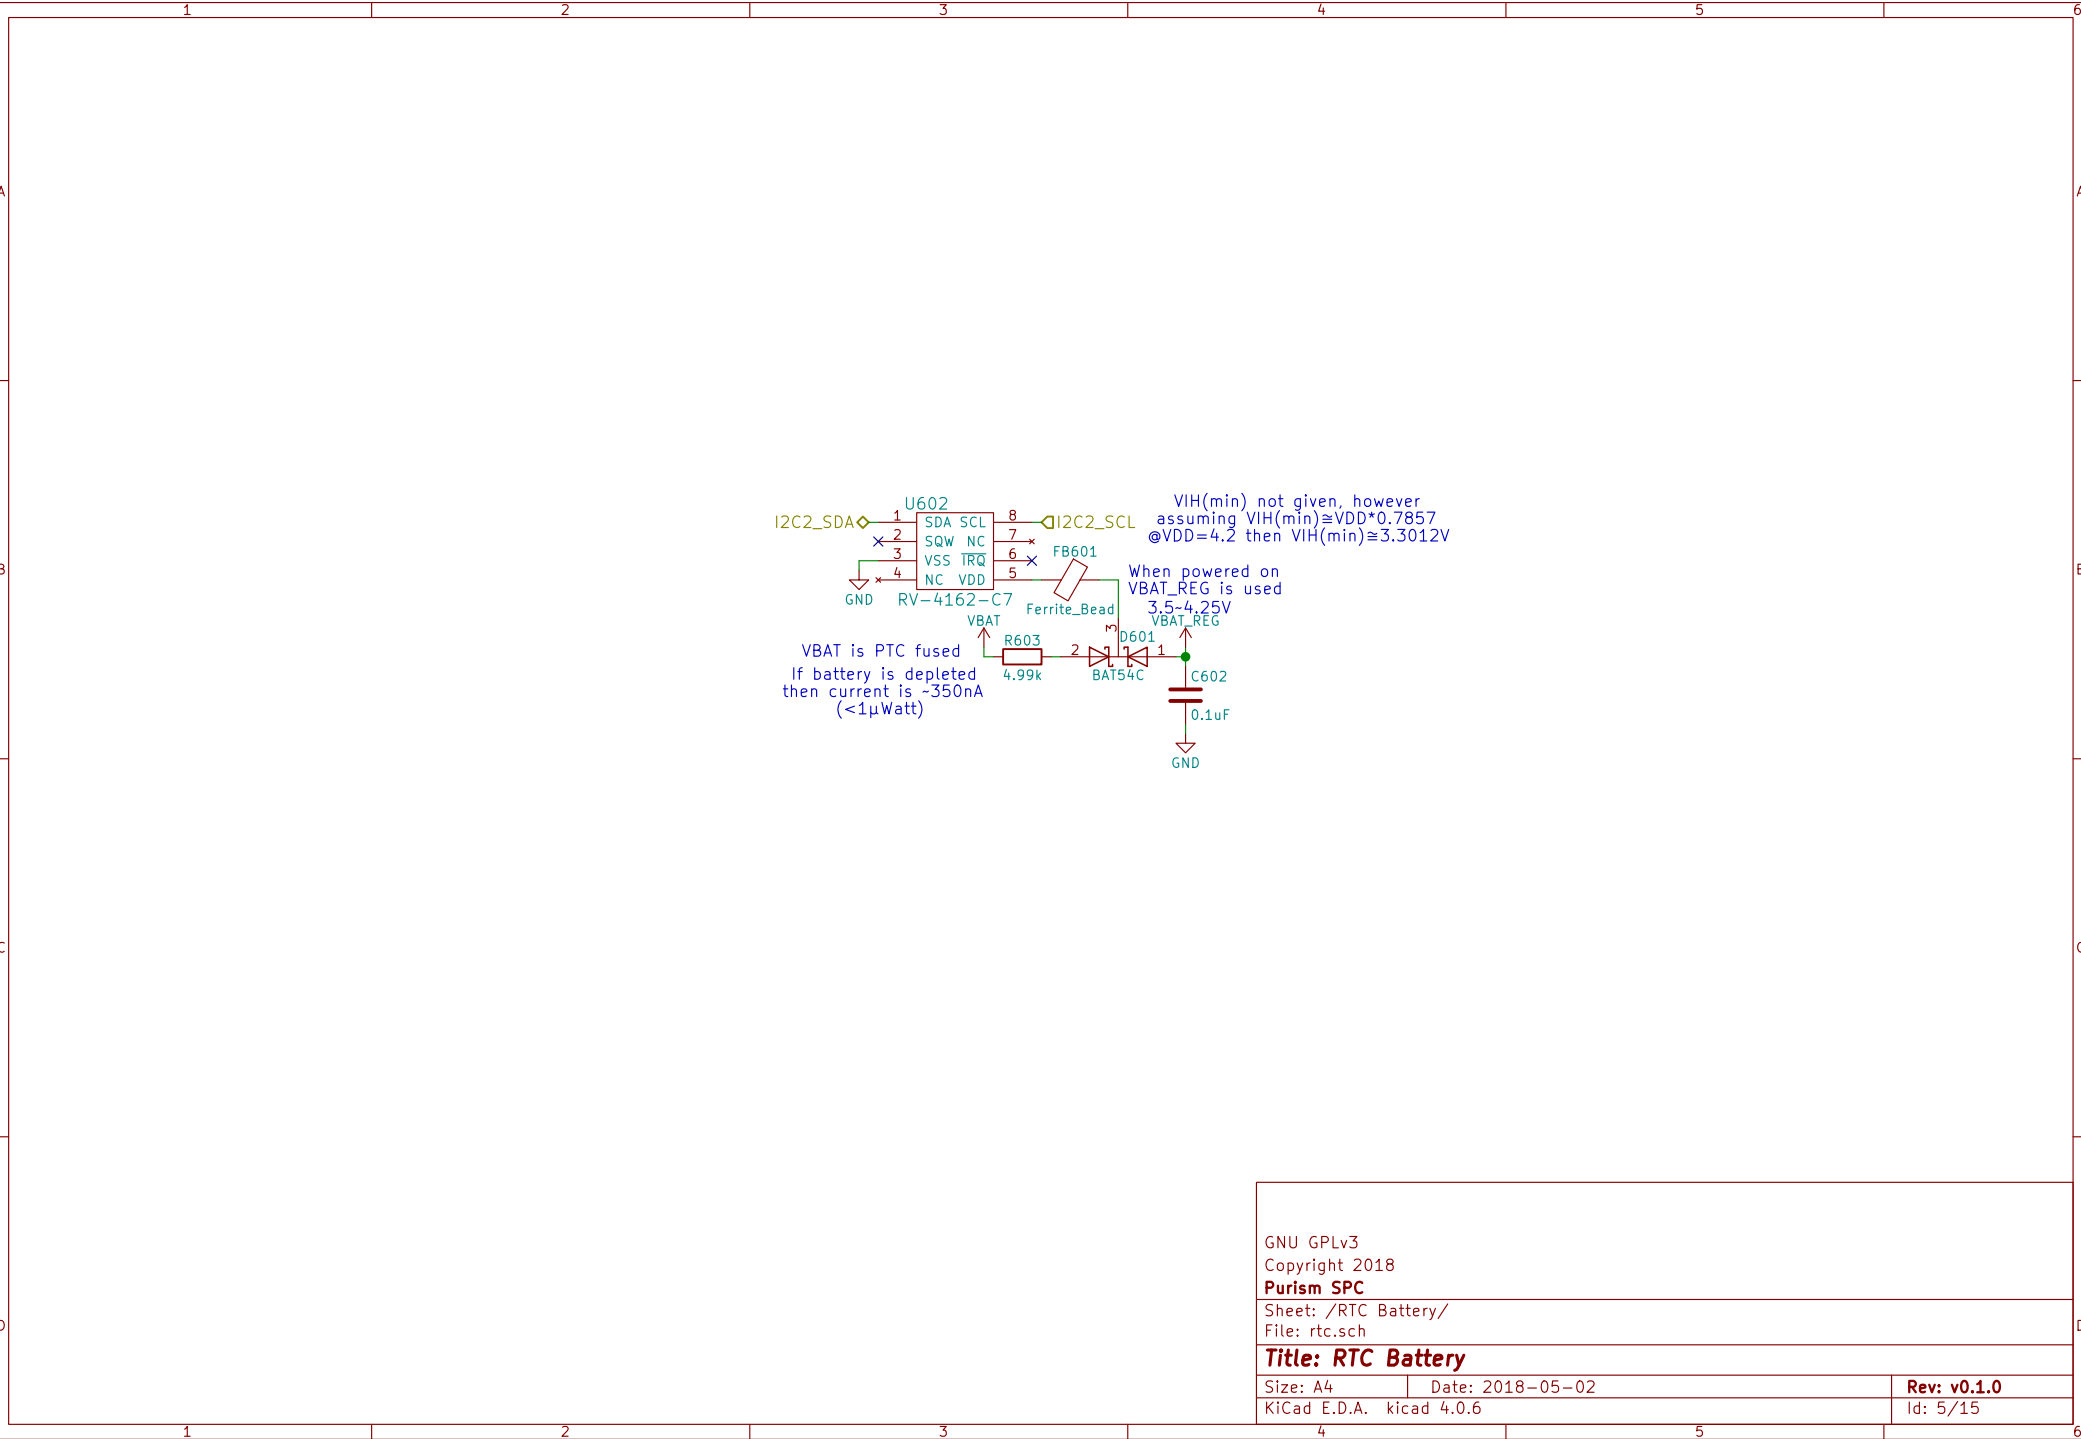 1 2 3 4 5 6
A A
U602
I2C2_SDA 1 SDA SCL 8 I2C2_SCL
2 SQW NC 7
3 VSS IRQ 6
4 NC VDD 5
GND
RV-4162-C7
FB601
Ferrite_Bead
VIH(min) not given, however
assuming VIH(min)≅VDD*0.7857
@VDD=4.2 then VIH(min)≅3.3012V
B B
When powered on
VBAT_REG is used
3.5~4.25V
VBAT
VBAT_REG
R603
4.99k
3
D601
2 1
BAT54C
VBAT is PTC fused
If battery is depleted
then current is ~350nA
(<1µWatt)
C602
0.1uF
GND
C C
GNU GPLv3
Copyright 2018
Purism SPC
Sheet: /RTC Battery/
File: rtc.sch
D D
Title: RTC Battery
Size: A4 Date: 2018-05-02 Rev: v0.1.0
KiCad E.D.A. kicad 4.0.6 Id: 5/15
1 2 3 4 5 6